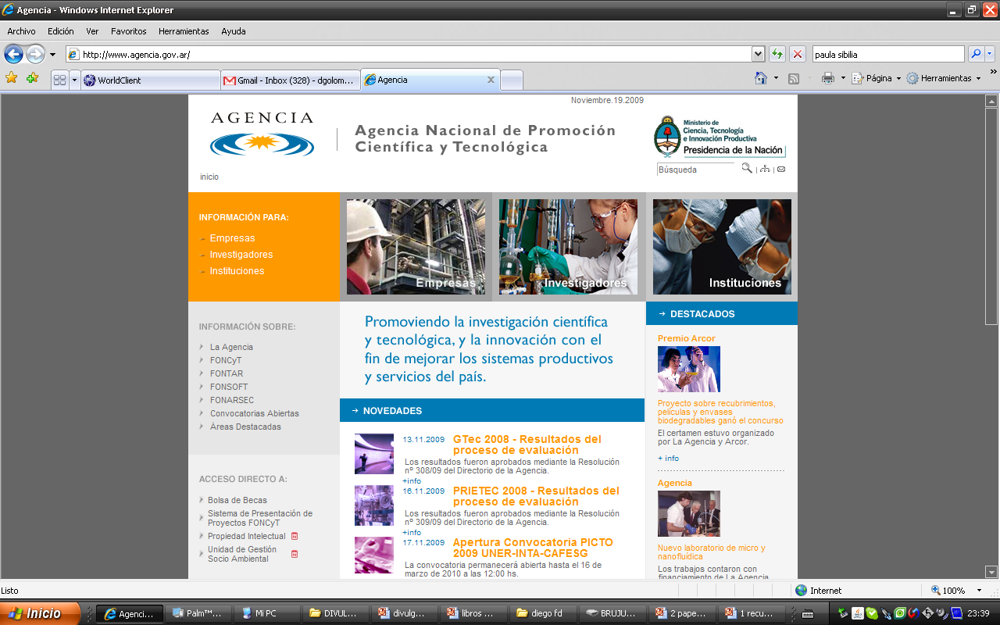 Agencia - Windows Internet Explorer
Archivo Edición Ver Favoritos Herramientas Ayuda
http://www.agencia.gov.ar/
paula sibilia
WorldClient
Gmail - Inbox (328) - dgolom...
Agencia
Página
Herramientas
Noviembre.19.2009
AGENCIA
Agencia Nacional de Promoción
Científica y Tecnológica
Ministerio de
Ciencia, Tecnología
e Innovación Productiva
Presidencia de la Nación
Búsqueda
inicio
INFORMACIÓN PARA:
Empresas
Investigadores
Instituciones
Empresas
Investigadores
Instituciones
INFORMACIÓN SOBRE:
La Agencia
FONCyT
FONTAR
FONSOFT
FONARSEC
Convocatorias Abiertas
Áreas Destacadas
ACCESO DIRECTO A:
Bolsa de Becas
Sistema de Presentación de
Proyectos FONCyT
Propiedad Intelectual
Unidad de Gestión
Socio Ambiental
Promoviendo la investigación científica
y tecnológica, y la innovación con el
fin de mejorar los sistemas productivos
y servicios del país.
NOVEDADES
13.11.2009 GTec 2008 - Resultados del
proceso de evaluación
Los resultados fueron aprobados mediante la Resolución
nº 308/09 del Directorio de la Agencia.
+info
16.11.2009 PRIETEC 2008 - Resultados del
proceso de evaluación
Los resultados fueron aprobados mediante la Resolución
nº 309/09 del Directorio de la Agencia.
+info
17.11.2009 Apertura Convocatoria PICTO
2009 UNER-INTA-CAFESG
La convocatoria permanecerá abierta hasta el 16 de
marzo de 2010 a las 12:00 hs.
DESTACADOS
Premio Arcor
Proyecto sobre recubrimientos,
películas y envases
biodegradables ganó el concurso
El certamen estuvo organizado
por La Agencia y Arcor.
+ info
Agencia
Nuevo laboratorio de micro y
nanofluídica
Los trabajos contaron con
financiamiento de La Agencia
Listo
Internet
100%
Inicio
Agenci...
Palm™...
Mi PC
DIVUL...
divulg...
libros ...
diego fd
BRUJU...
2 pape...
1 recu...
23:39